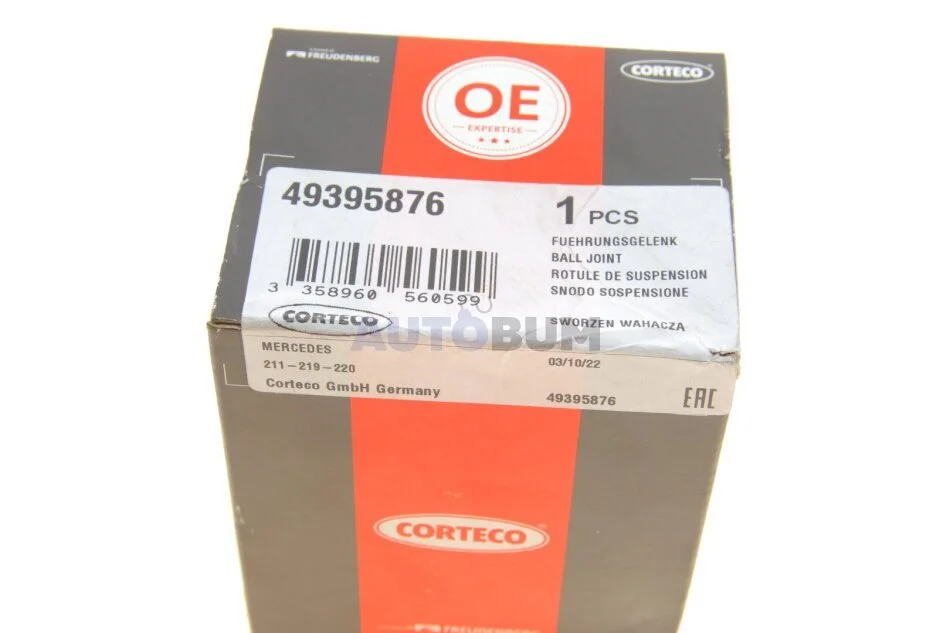 FREUDENBERG
OE
EXPERTISE
CORTECO
49395876
1 PCS
FUEHRUNGSGELENK
BALL JOINT
ROTULE DE SUSPENSION
SNODO SOSPENSIONE
SWORZEN WAHACZA
3 358960 560599
CORTECO
AUTOBUM
MERCEDES
211-219-220
03/10/22
Corteco GmbH Germany
49395876
EAC
CORTECO
FREUDENBERG